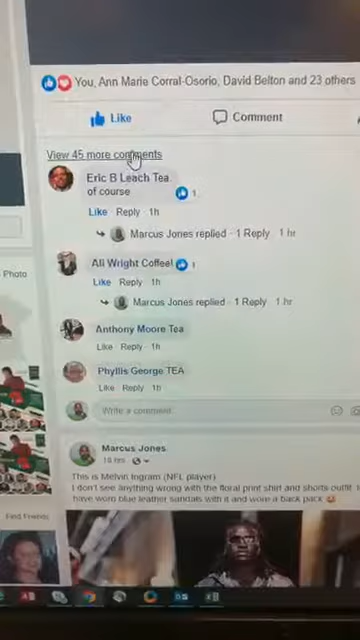 You, Ann Marie Corral-Osorio, David Belton and 23 others
Like Comment
View 45 more comments
Eric B Leach Tea
of course
1
Like · Reply · 1h
Marcus Jones replied · 1 Reply · 1 hr
Ali Wright Coffee! 1
Like Reply 1h
Marcus Jones replied · 1 Reply · 1 hr
Anthony Moore Tea
Like · Reply · 1h
Phyllis George TEA
Like · Reply · 1h
Write a comment
Photo
Marcus Jones
This is Melvin Ingram (NFL player)
I don't see anything wrong with the floral print shirt and shorts outfit. I
have worn blue leather sandals with it and wore a back pack
Find Friends